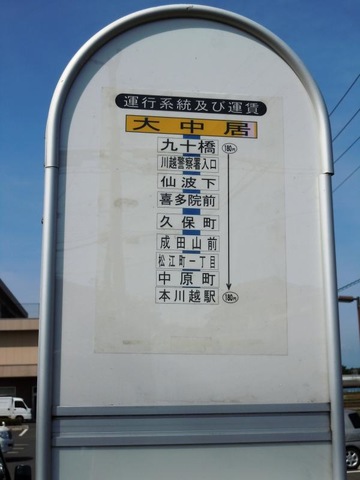 運行系統及び運賃
大中居
九十橋 180円
川越警察署入口
仙波下
喜多院前
久保町
成田山前
松江町一丁目
中原町
本川越駅 180円